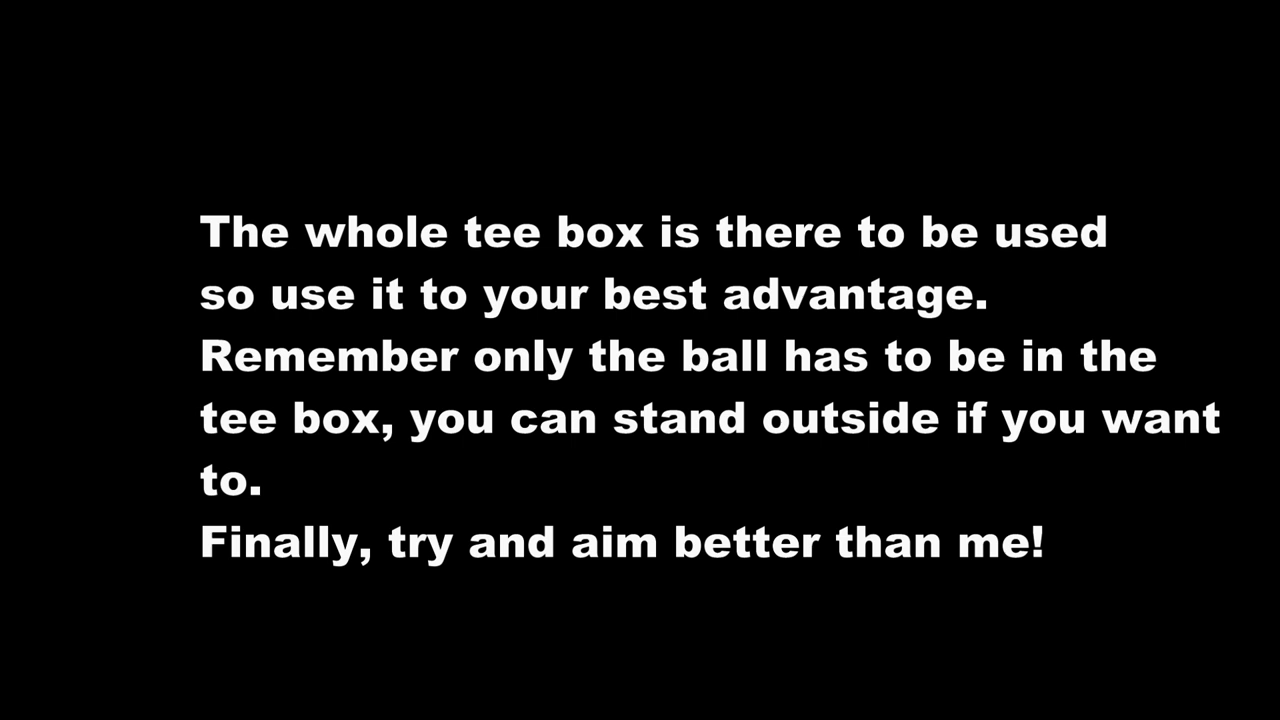 The whole tee box is there to be used
so use it to your best advantage.
Remember only the ball has to be in the
tee box, you can stand outside if you want
to.
Finally, try and aim better than me!